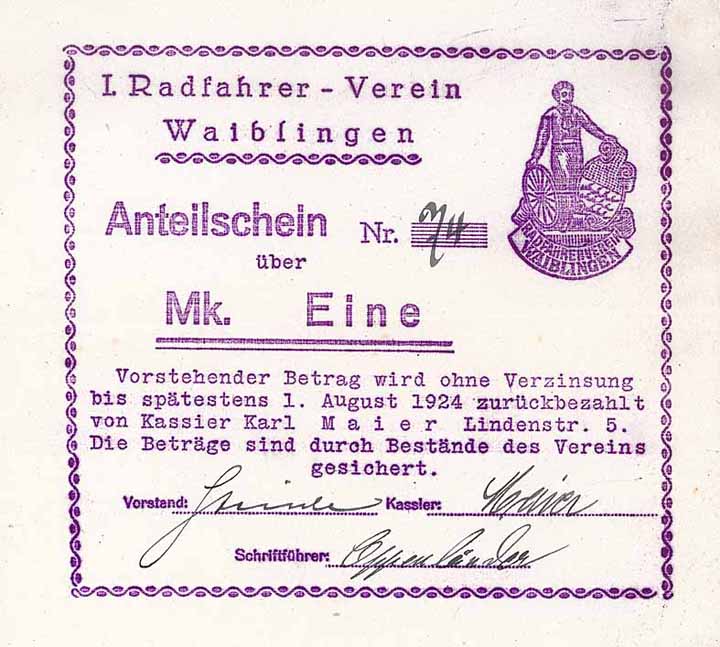 I. Radfahrer - Verein
Waiblingen
RADFAHRERVEREIN
WAIBLINGEN
Anteilschein Nr. 74
über
Mk. Eine
Vorstehender Betrag wird ohne Verzinsung
bis spätestens 1. August 1924 zurückbezahlt
von Kassier Karl M a i e r Lindenstr. 5.
Die Beträge sind durch Bestände des Vereins
gesichert.
Vorstand: Kassier: Maier
Schriftführer: Oppenländer